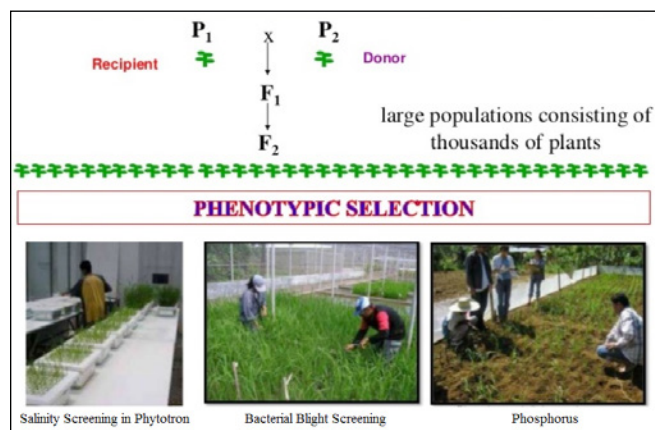 P₁ x P₂
Recipient Donor
F₁
large populations consisting of
F₂ thousands of plants
PHENOTYPIC SELECTION
Salinity Screening in Phytotron Bacterial Blight Screening Phosphorus